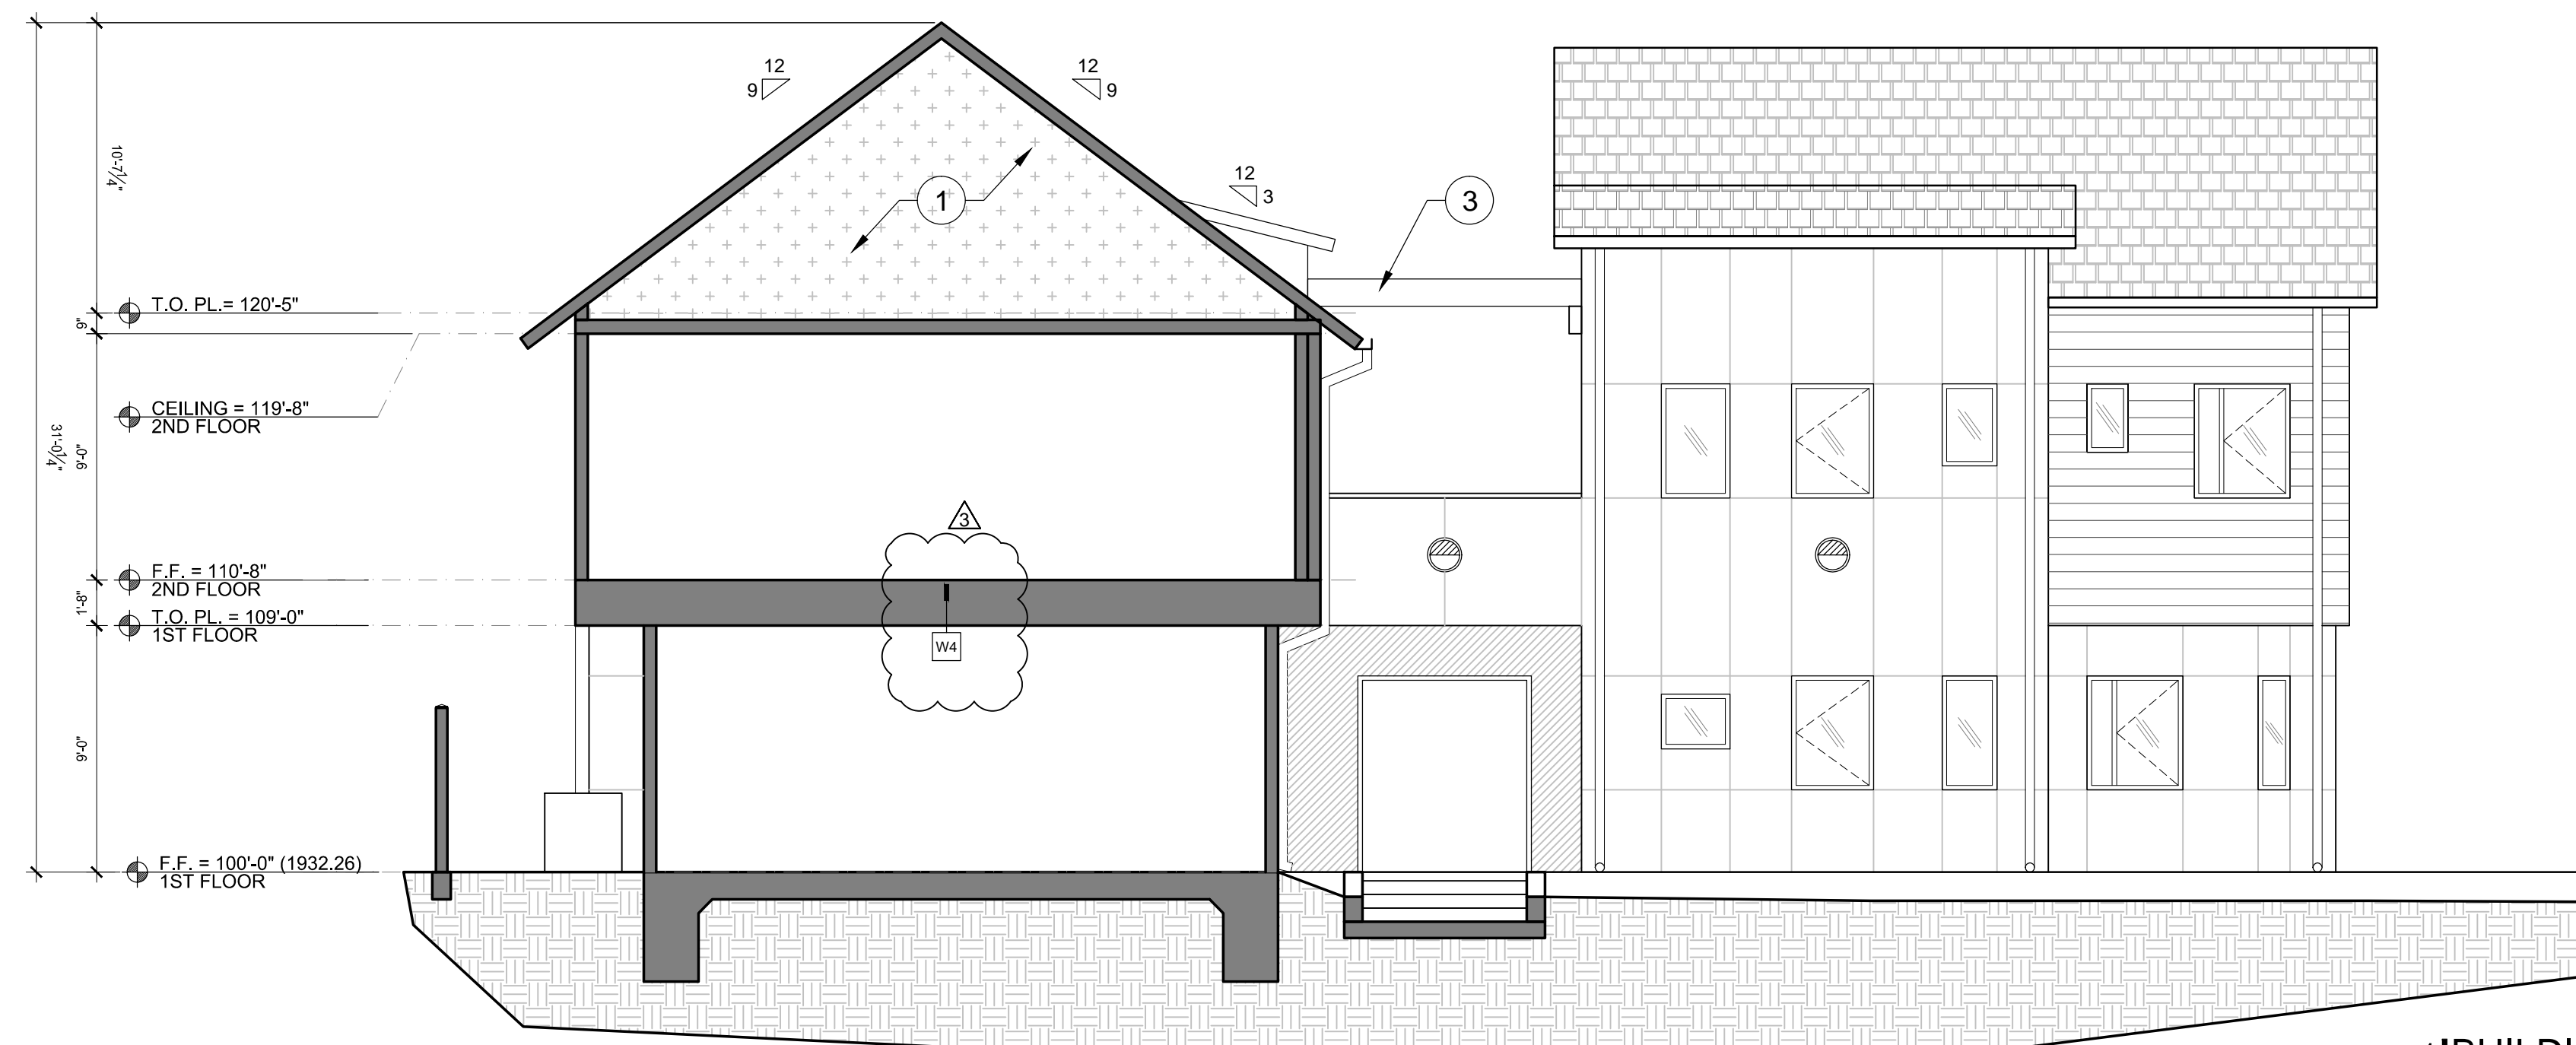 12
9
12
9
12
3
1
3
10'-7¼"
T.O. PL.= 120'-5"
9"
CEILING = 119'-8"
2ND FLOOR
31'-0¼"
9'-0"
3
F.F. = 110'-8"
2ND FLOOR
1'-8"
T.O. PL. = 109'-0"
1ST FLOOR
W4
9'-0"
F.F. = 100'-0" (1932.26)
1ST FLOOR